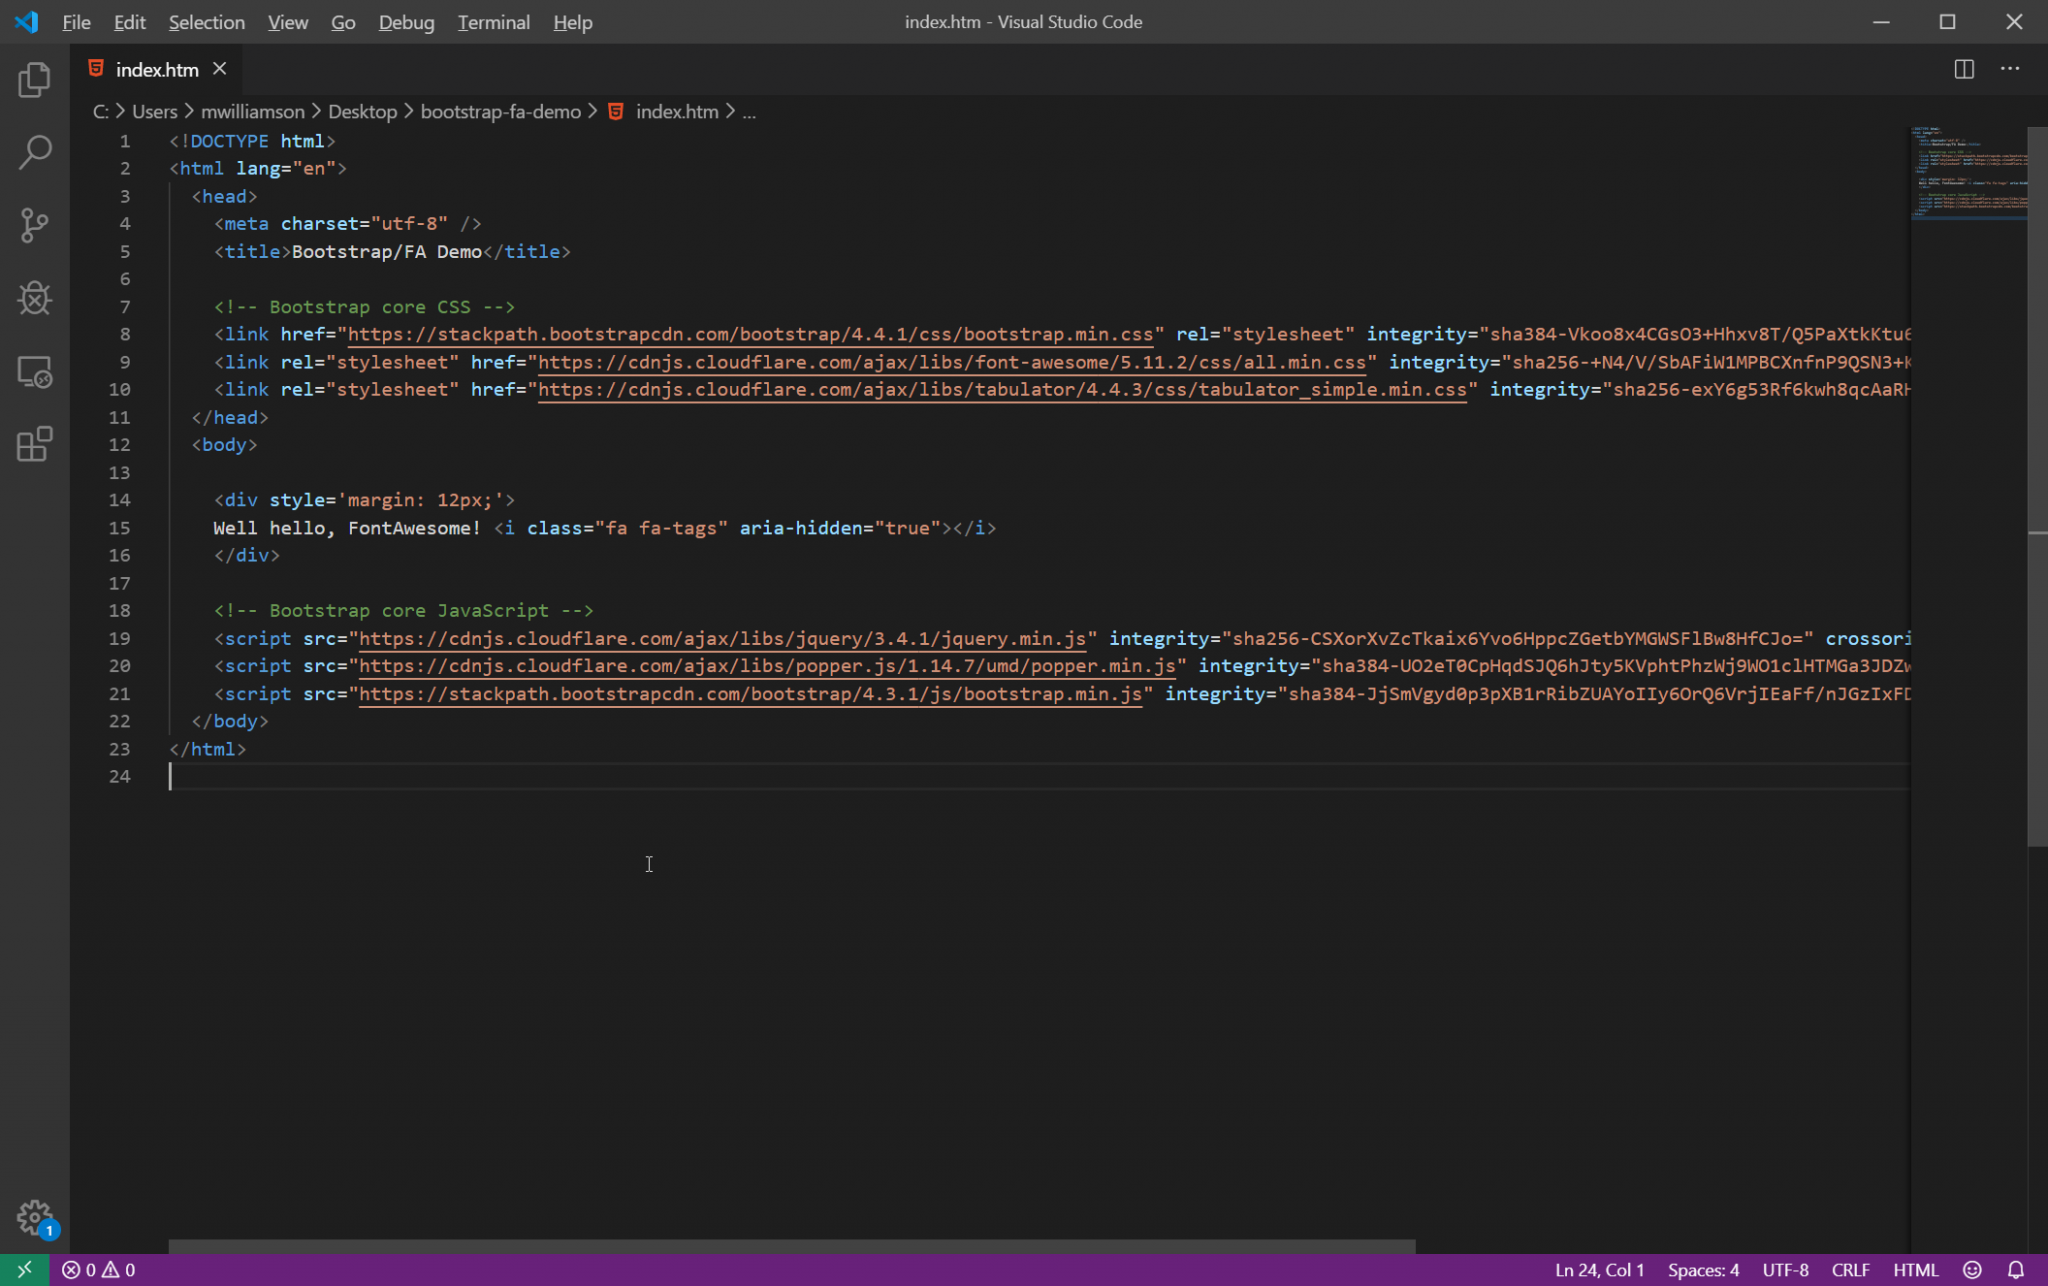 File Edit Selection View Go Debug Terminal Help index.htm - Visual Studio Code
index.htm
C: > Users > mwilliamson > Desktop > bootstrap-fa-demo > index.htm > ...
1 <!DOCTYPE html>
2 <html lang="en">
3 <head>
4 <meta charset="utf-8" />
5 <title>Bootstrap/FA Demo</title>
6
7 <!-- Bootstrap core CSS -->
8 <link href="https://stackpath.bootstrapcdn.com/bootstrap/4.4.1/css/bootstrap.min.css" rel="stylesheet" integrity="sha384-Vkoo8x4CGsO3+Hhxv8T/Q5PaXtkKtu6
9 <link rel="stylesheet" href="https://cdnjs.cloudflare.com/ajax/libs/font-awesome/5.11.2/css/all.min.css" integrity="sha256-+N4/V/SbAFiW1MPBCXnfnP9QSN3+K
10 <link rel="stylesheet" href="https://cdnjs.cloudflare.com/ajax/libs/tabulator/4.4.3/css/tabulator_simple.min.css" integrity="sha256-exY6g53Rf6kwh8qcAaRH
11 </head>
12 <body>
13
14 <div style='margin: 12px;'>
15 Well hello, FontAwesome! <i class="fa fa-tags" aria-hidden="true"></i>
16 </div>
17
18 <!-- Bootstrap core JavaScript -->
19 <script src="https://cdnjs.cloudflare.com/ajax/libs/jquery/3.4.1/jquery.min.js" integrity="sha256-CSXorXvZcTkaix6Yvo6HppcZGetbYMGWSFlBw8HfCJo=" crossori
20 <script src="https://cdnjs.cloudflare.com/ajax/libs/popper.js/1.14.7/umd/popper.min.js" integrity="sha384-UO2eT0CpHqdSJQ6hJty5KVphtPhzWj9WO1clHTMGa3JDZw
21 <script src="https://stackpath.bootstrapcdn.com/bootstrap/4.3.1/js/bootstrap.min.js" integrity="sha384-JjSmVgyd0p3pXB1rRibZUAYoIIy6OrQ6VrjIEaFf/nJGzIxFD
22 </body>
23 </html>
24
1
0 0 Ln 24, Col 1 Spaces: 4 UTF-8 CRLF HTML